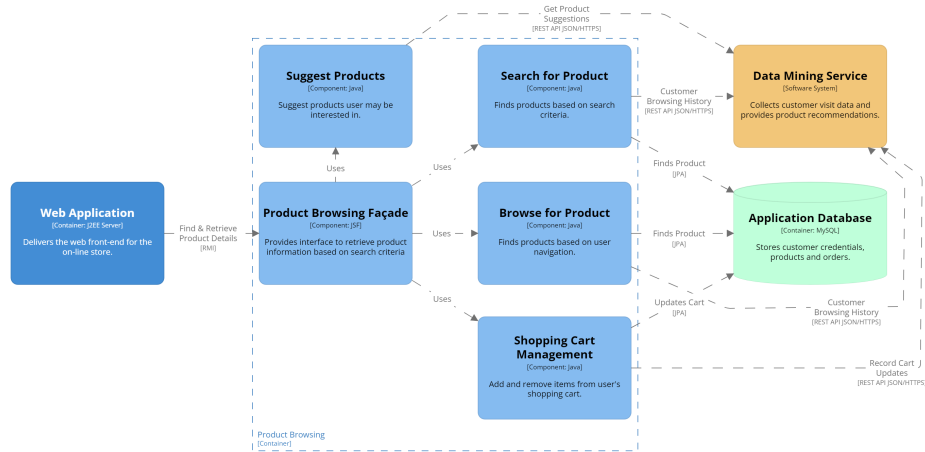 Get Product
Suggestions
[REST API JSON/HTTPS]
Suggest Products
[Component: Java]
Suggest products user may be
interested in.
Search for Product
[Component: Java]
Finds products based on search
criteria.
Customer
Browsing History
[REST API JSON/HTTPS]
Data Mining Service
[Software System]
Collects customer visit data and
provides product recommendations.
Uses
Uses
Finds Product
[JPA]
Web Application
[Container: J2EE Server]
Delivers the web front-end for the
on-line store.
Find & Retrieve
Product Details
[RMI]
Product Browsing Façade
[Component: JSF]
Provides interface to retrieve product
information based on search criteria
Uses
Browse for Product
[Component: Java]
Finds products based on user
navigation.
Finds Product
[JPA]
Application Database
[Container: MySQL]
Stores customer credentials,
products and orders.
Uses
Updates Cart
[JPA]
Customer
Browsing History
[REST API JSON/HTTPS]
Shopping Cart
Management
[Component: Java]
Add and remove items from user's
shopping cart.
Record Cart
Updates
[REST API JSON/HTTPS]
Product Browsing
[Container]